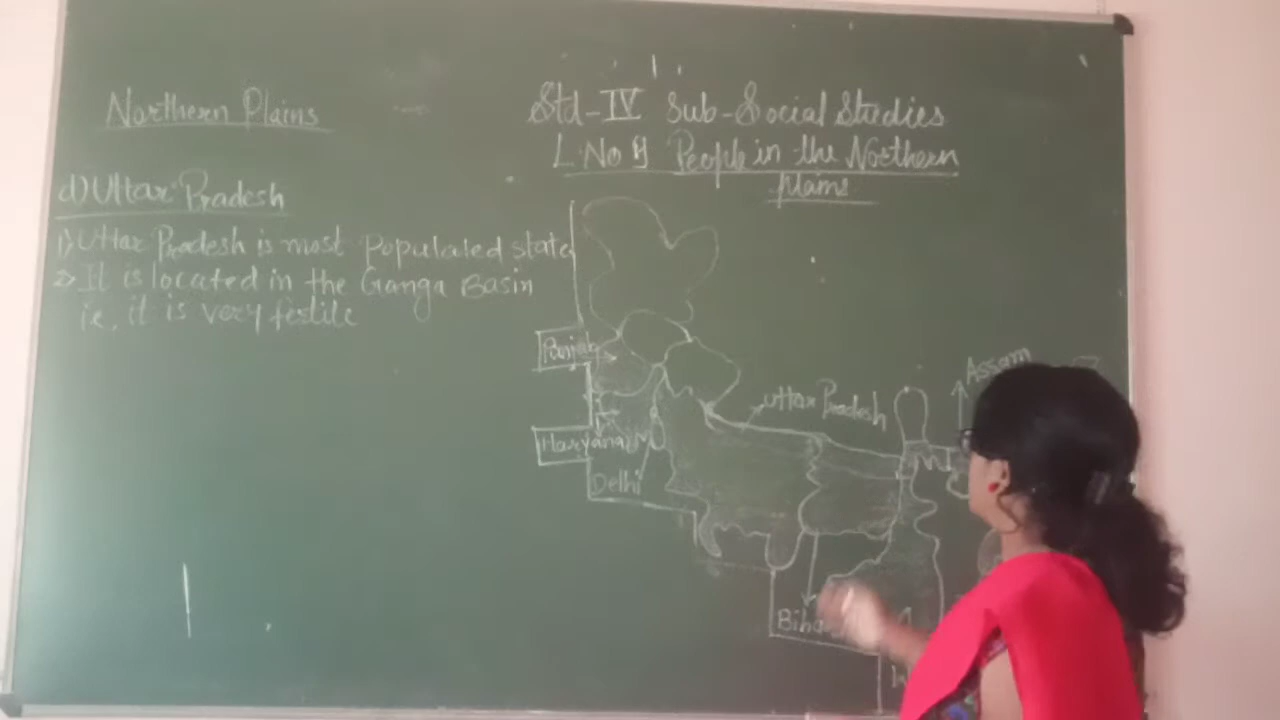 Northern Plains
d) Uttar Pradesh
1) Uttar Pradesh is most populated state
2) It is located in the Ganga Basin
ie, it is very fertile
Std-IV Sub-Social Studies
L.No 4 People in the Northern
plains
Panjab
Haryana
Delhi
Uttar Pradesh
Assam